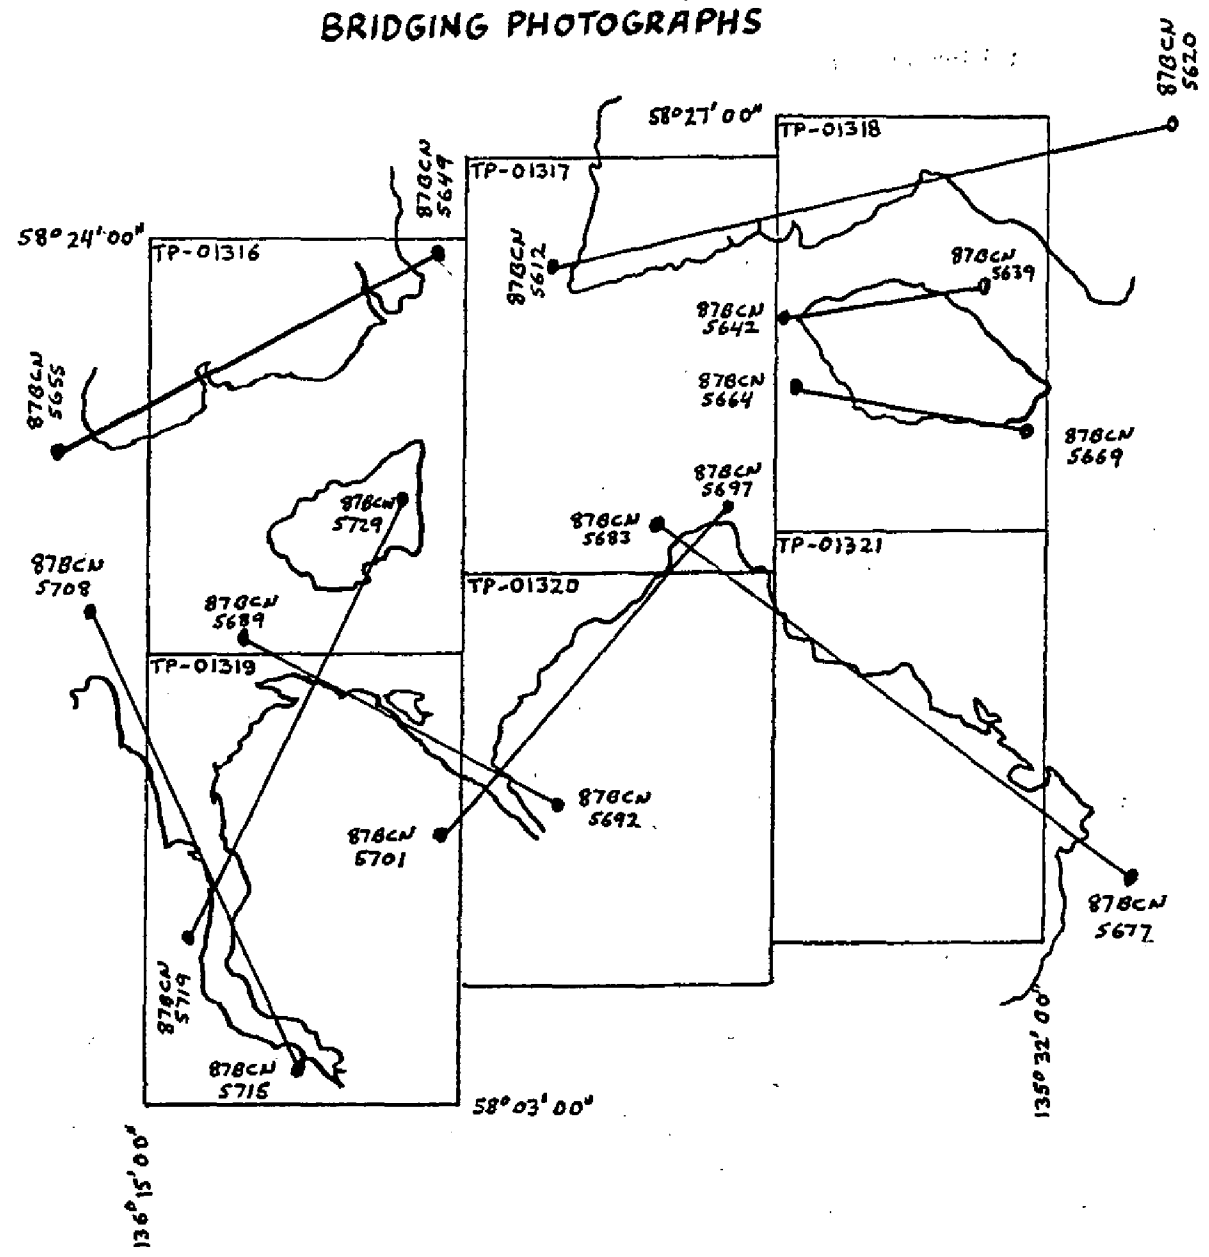 BRIDGING PHOTOGRAPHS
87BCN
5620
58° 27' 00"
TP-01318
TP-01317
87BCN
5649
58° 24' 00"
TP-01316
87BCN
5612
87BCN
5639
87BCN
5642
87BCN
5655
87BCN
5664
87BCN
5669
87BCN
5697
87BCN
5729
87BCN
5683
TP-01321
87BCN
5708
TP-01320
87BCN
5689
TP-01319
87BCN
5692
87BCN
5701
87BCN
5677
87BCN
5719
87BCN
5715
58° 03' 00"
135° 32' 00"
136° 15' 00"